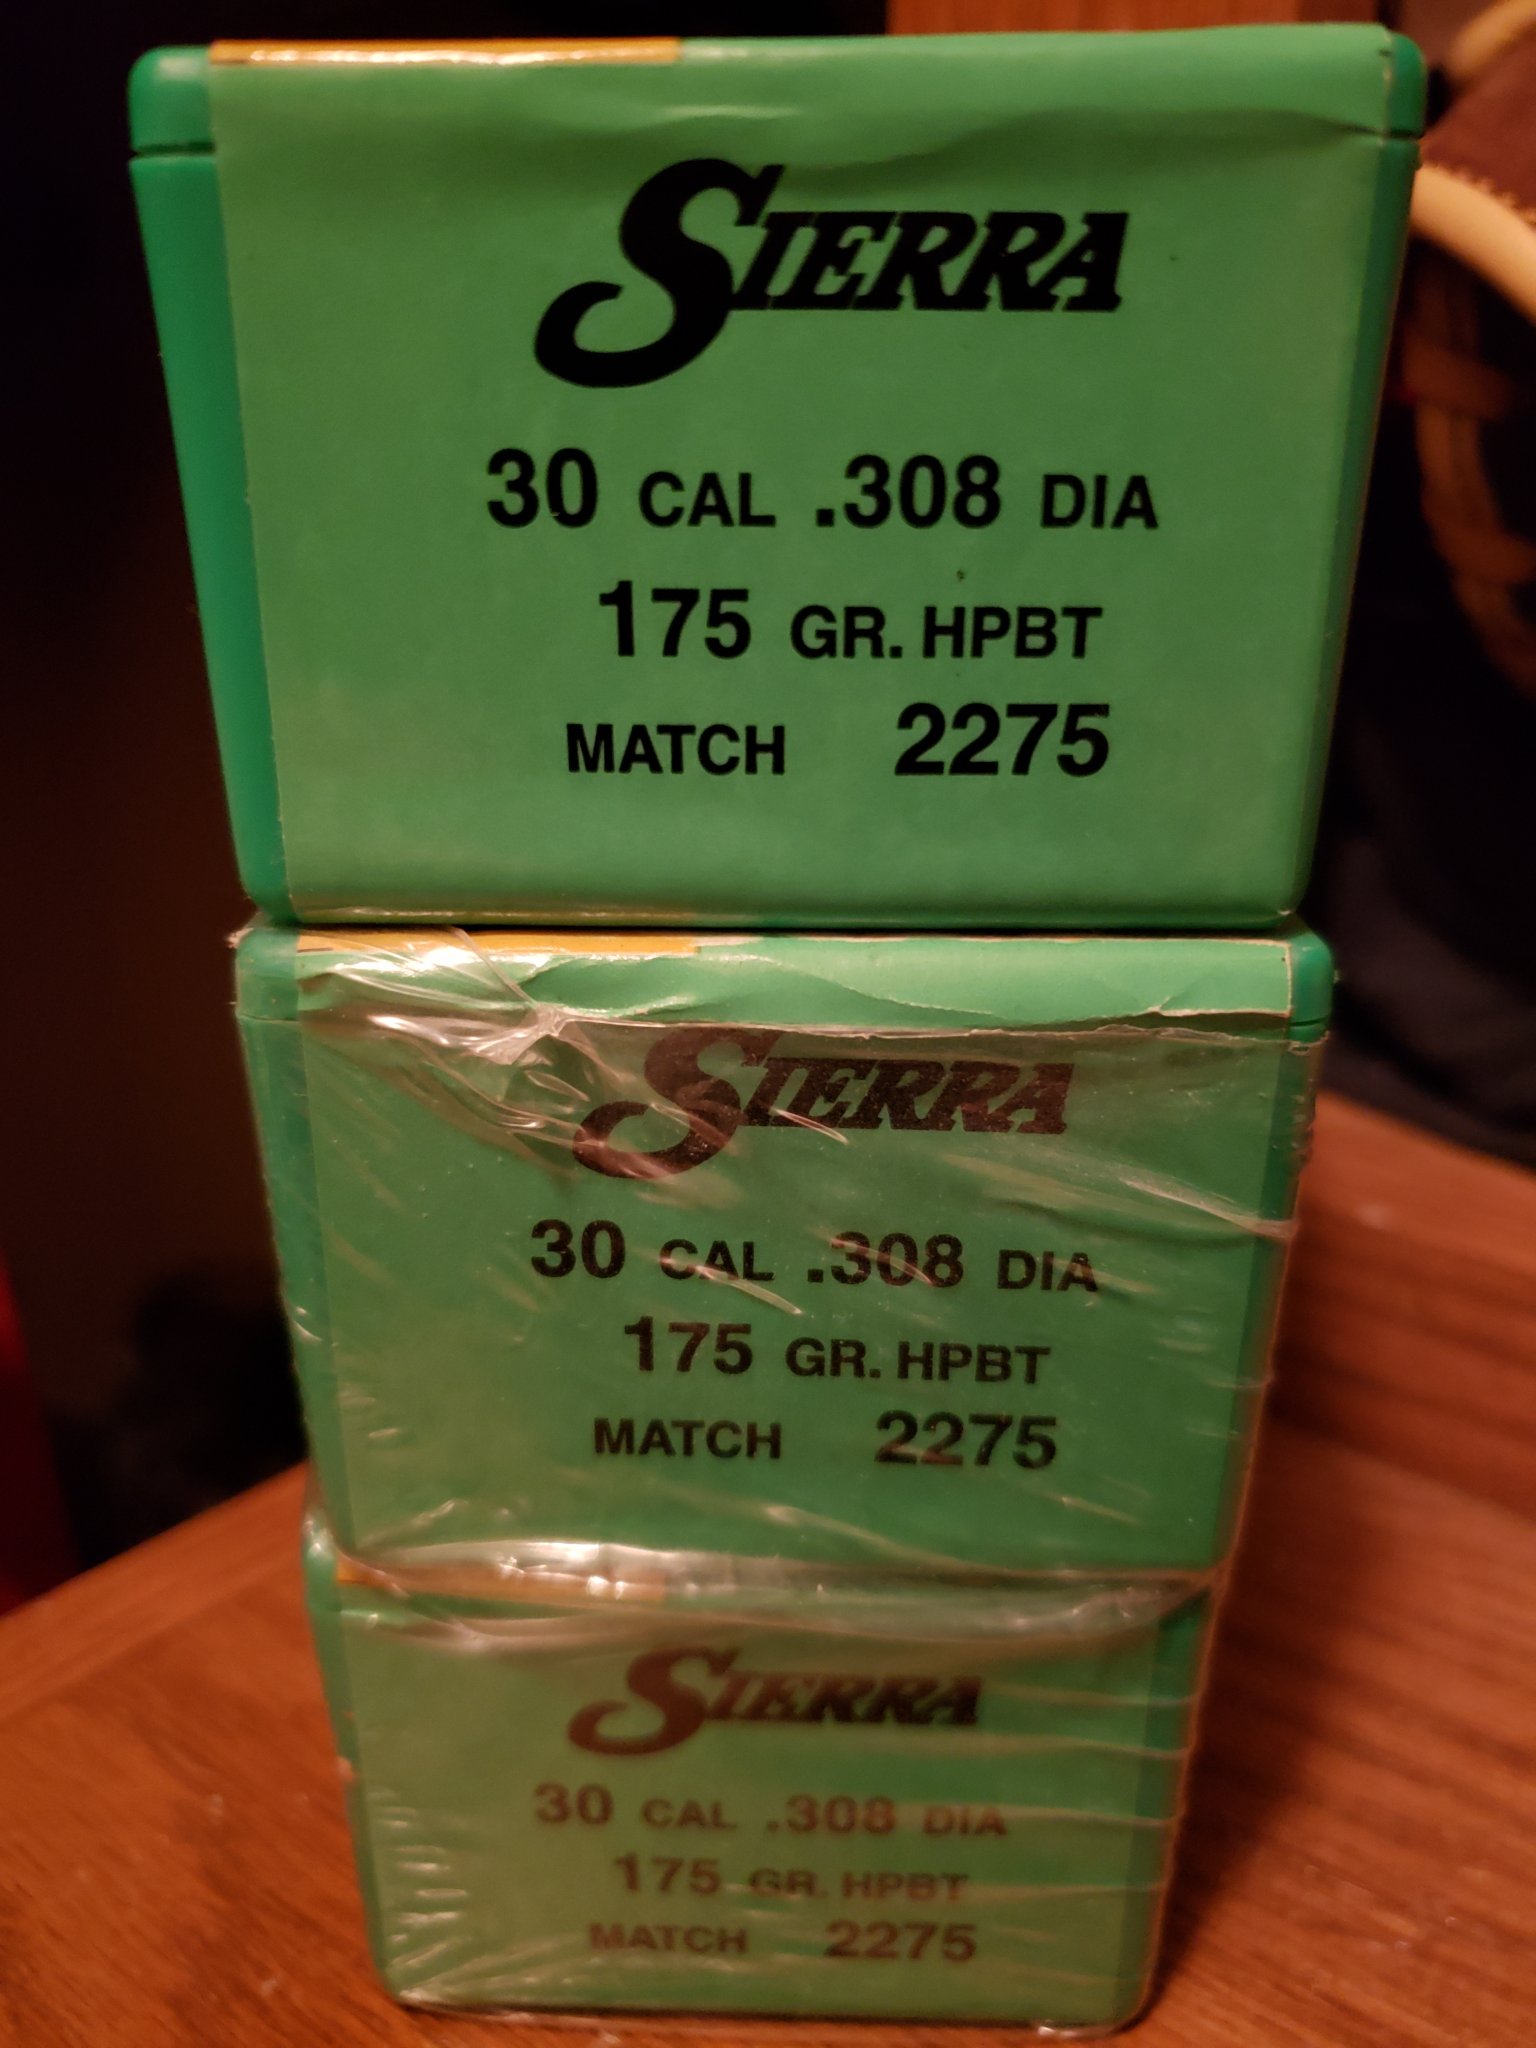 SIERRA
30 CAL .308 DIA
175 GR. HPBT
MATCH 2275
SIERRA
30 CAL .308 DIA
175 GR. HPBT
MATCH 2275
SIERRA
30 CAL .308 DIA
175 GR. HPBT
MATCH 2275